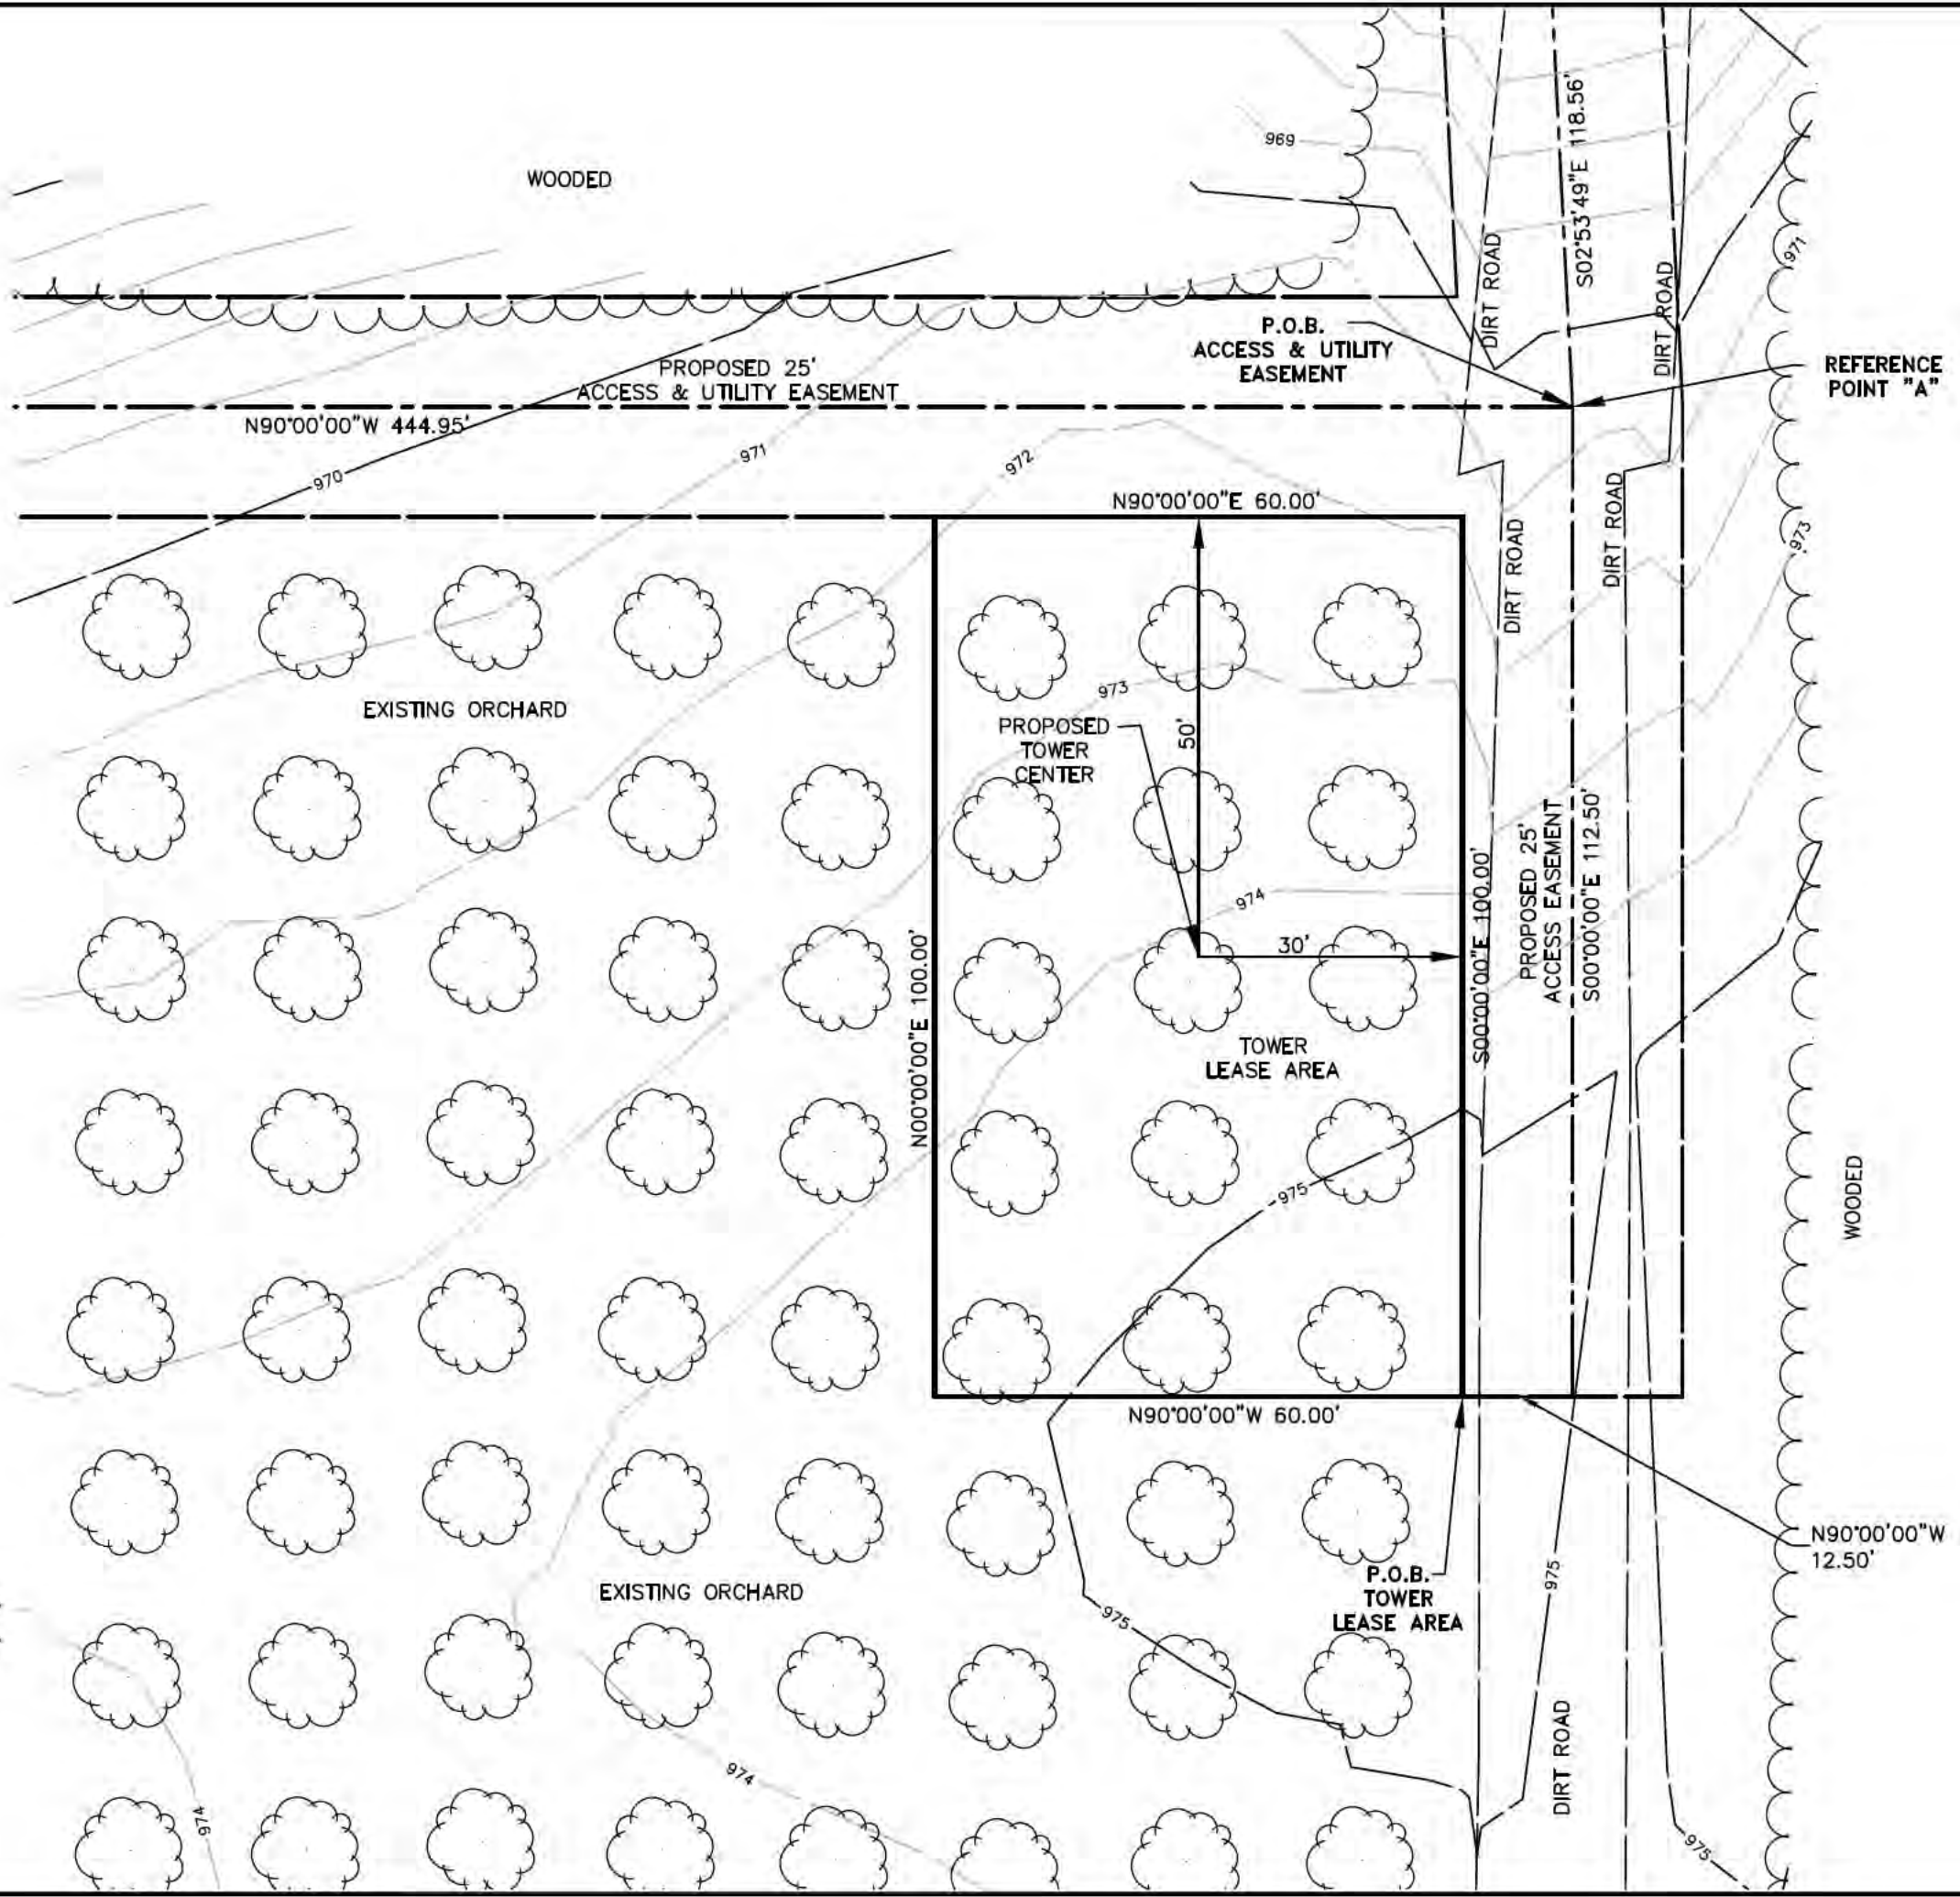 S02°53'49"E 118.56'
969
WOODED
971
DIRT ROAD
DIRT ROAD
P.O.B.
ACCESS & UTILITY
EASEMENT
REFERENCE
POINT "A"
PROPOSED 25'
ACCESS & UTILITY EASEMENT
N90°00'00"W 444.95'
970
971
972
N90°00'00"E 60.00'
DIRT ROAD
DIRT ROAD
973
EXISTING ORCHARD
973
PROPOSED
TOWER
CENTER
50'
974
30'
N00°00'00"E 100.00'
S00°00'00"E 100.00'
PROPOSED 25'
ACCESS EASEMENT
S00°00'00"E 112.50'
TOWER
LEASE AREA
975
WOODED
N90°00'00"W 60.00'
N90°00'00"W
12.50'
P.O.B.
TOWER
LEASE AREA
975
EXISTING ORCHARD
975
DIRT ROAD
974
974
975